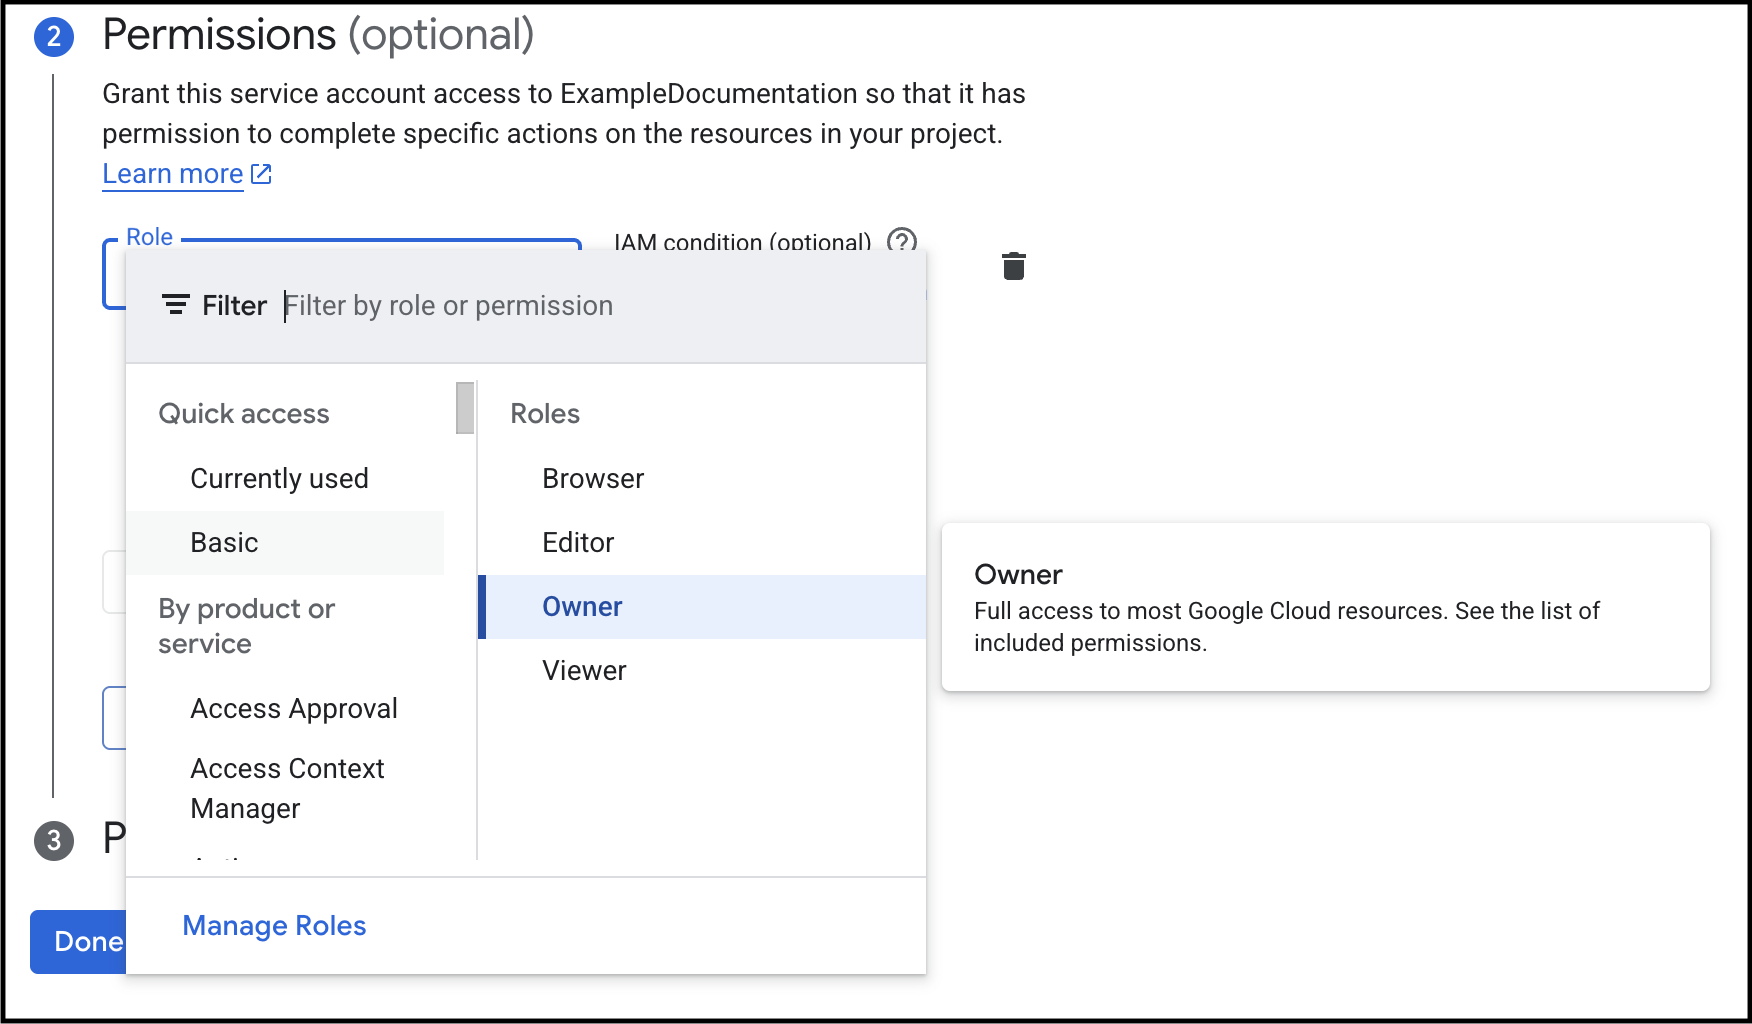 2 Permissions (optional)
Grant this service account access to ExampleDocumentation so that it has
permission to complete specific actions on the resources in your project.
Learn more
Role
IAM condition (optional)
Filter Filter by role or permission
Quick access
Currently used
Basic
By product or
service
Access Approval
Access Context
Manager
Roles
Browser
Editor
Owner
Viewer
Owner
Full access to most Google Cloud resources. See the list of
included permissions.
Manage Roles
3 P
Done